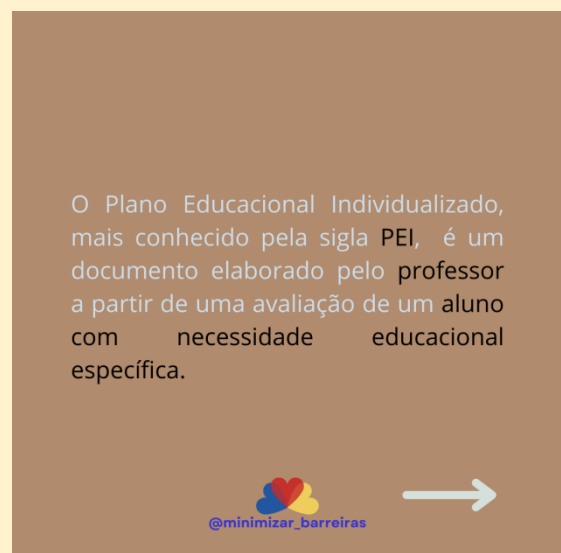 O Plano Educacional Individualizado,
mais conhecido pela sigla PEI, é um
documento elaborado pelo professor
a partir de uma avaliação de um aluno
com necessidade educacional
específica.
@minimizar_barreiras